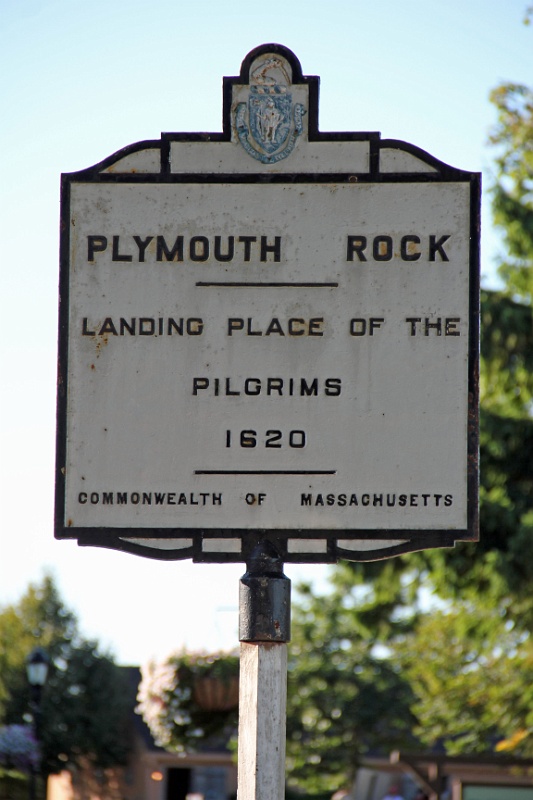 PLYMOUTH ROCK
LANDING PLACE OF THE
PILGRIMS
1620
COMMONWEALTH OF MASSACHUSETTS